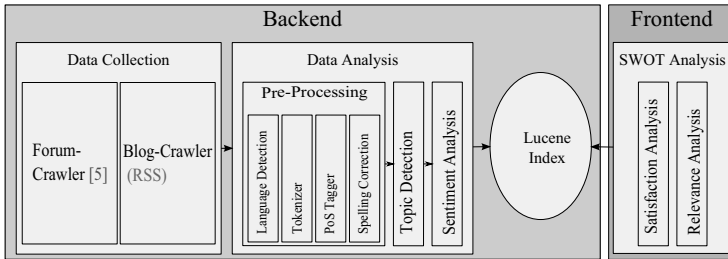 Backend
Frontend
Data Collection
Data Analysis
SWOT Analysis
Pre-Processing
Forum-
Crawler [5]
Blog-Crawler
(RSS)
Language Detection
Tokenizer
PoS Tagger
Spelling Correction
Topic Detection
Sentiment Analysis
Lucene
Index
Satisfaction Analysis
Relevance Analysis